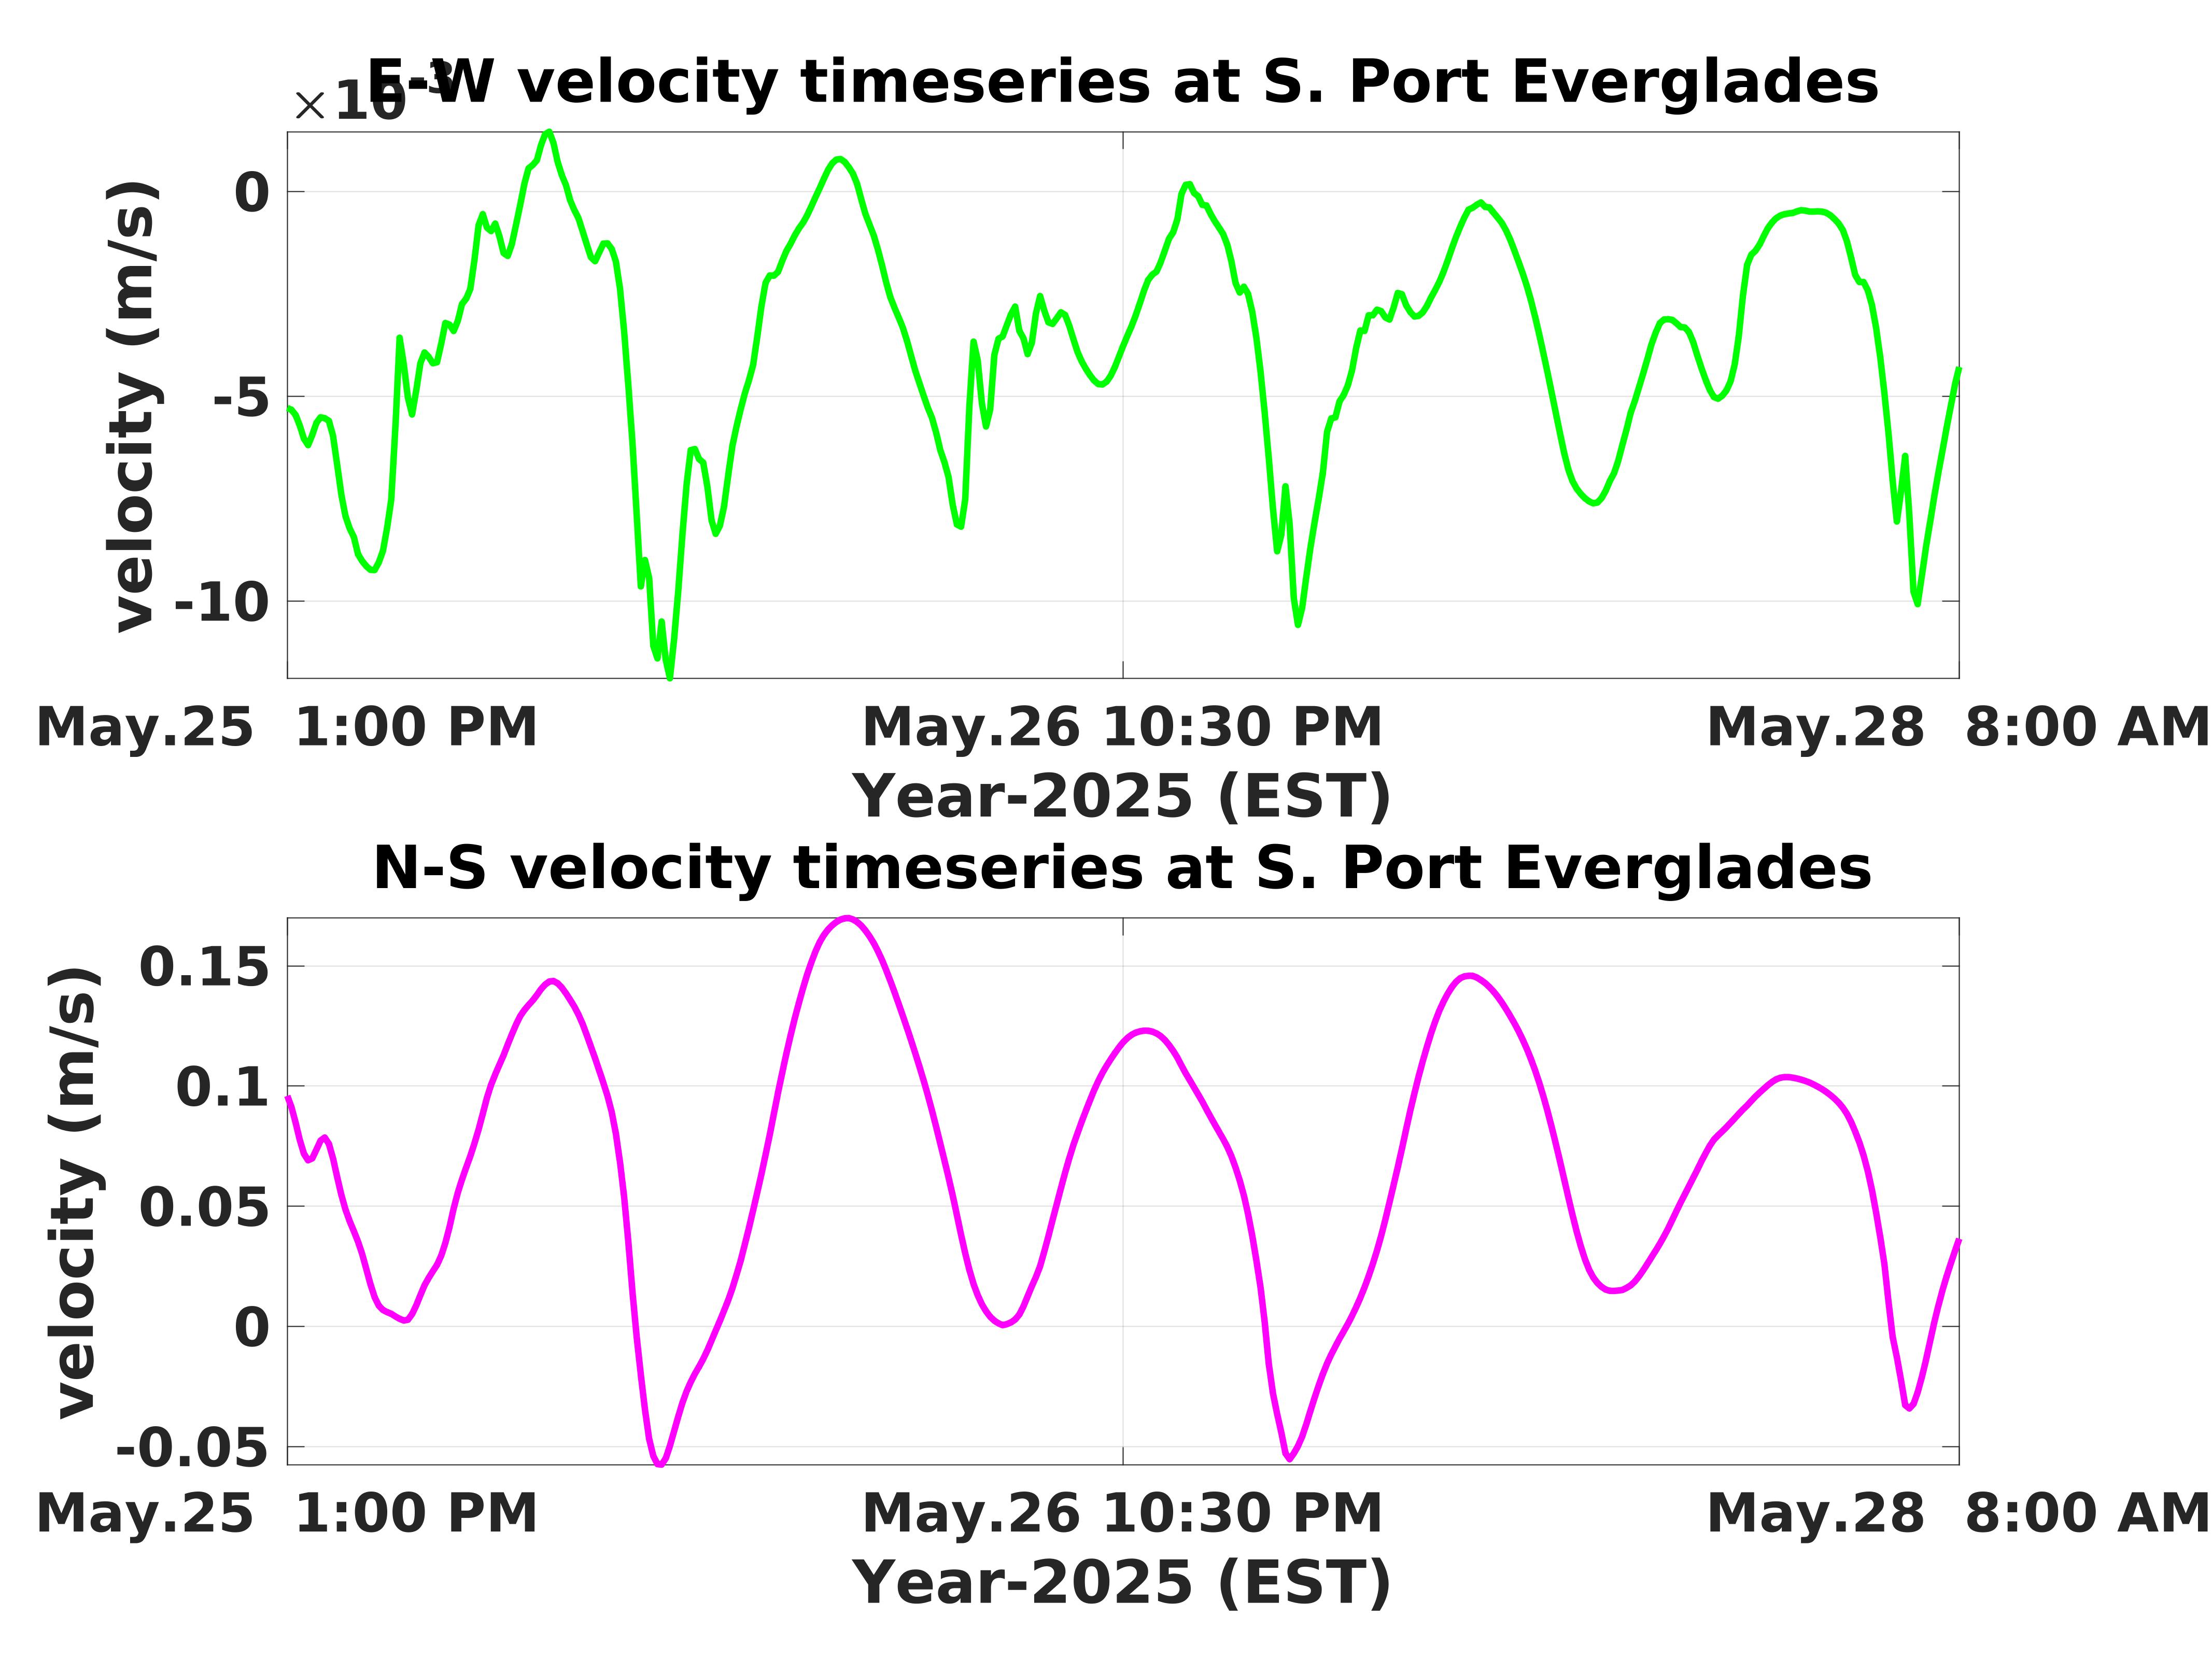 E-W velocity timeseries at S. Port Everglades
×10-3
velocity (m/s)
0
-5
-10
May.25  1:00 PM
May.26 10:30 PM
May.28  8:00 AM
Year-2025 (EST)
N-S velocity timeseries at S. Port Everglades
velocity (m/s)
0.15
0.1
0.05
0
-0.05
May.25  1:00 PM
May.26 10:30 PM
May.28  8:00 AM
Year-2025 (EST)